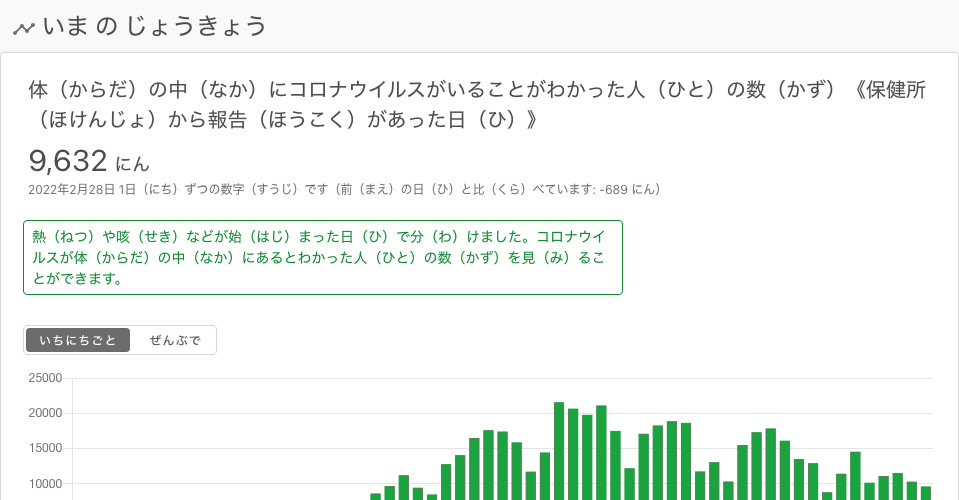 いま の じょうきょう
体（からだ）の中（なか）にコロナウイルスがいることがわかった人（ひと）の数（かず）《保健所
（ほけんじょ）から報告（ほうこく）があった日（ひ）》
9,632 にん
2022年2月28日 1日（にち）ずつの数字（すうじ）です（前（まえ）の日（ひ）と比（くら）べています: -689 にん）
熱（ねつ）や咳（せき）などが始（はじ）まった日（ひ）で分（わ）けました。コロナウイ
ルスが体（からだ）の中（なか）にあるとわかった人（ひと）の数（かず）を見（み）るこ
とができます。
いちにちごと ぜんぶで
25000
20000
15000
10000